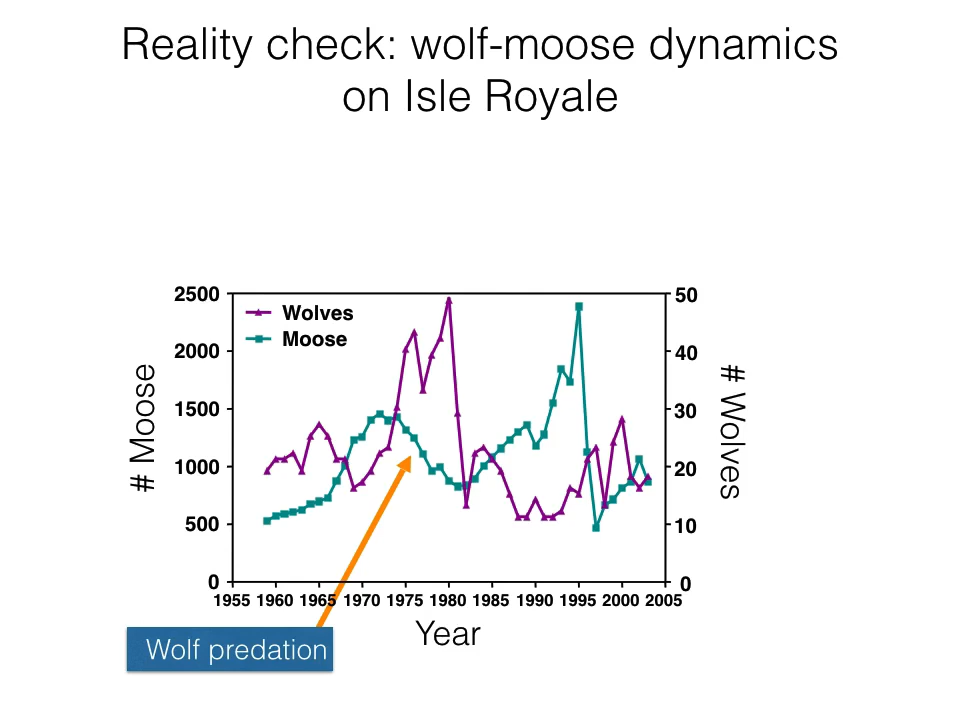 Reality check: wolf-moose dynamics
on Isle Royale
2500
2000
1500
1000
500
0
# Moose
Wolves
Moose
50
40
30
20
10
0
# Wolves
1955 1960 1965 1970 1975 1980 1985 1990 1995 2000 2005
Year
Wolf predation